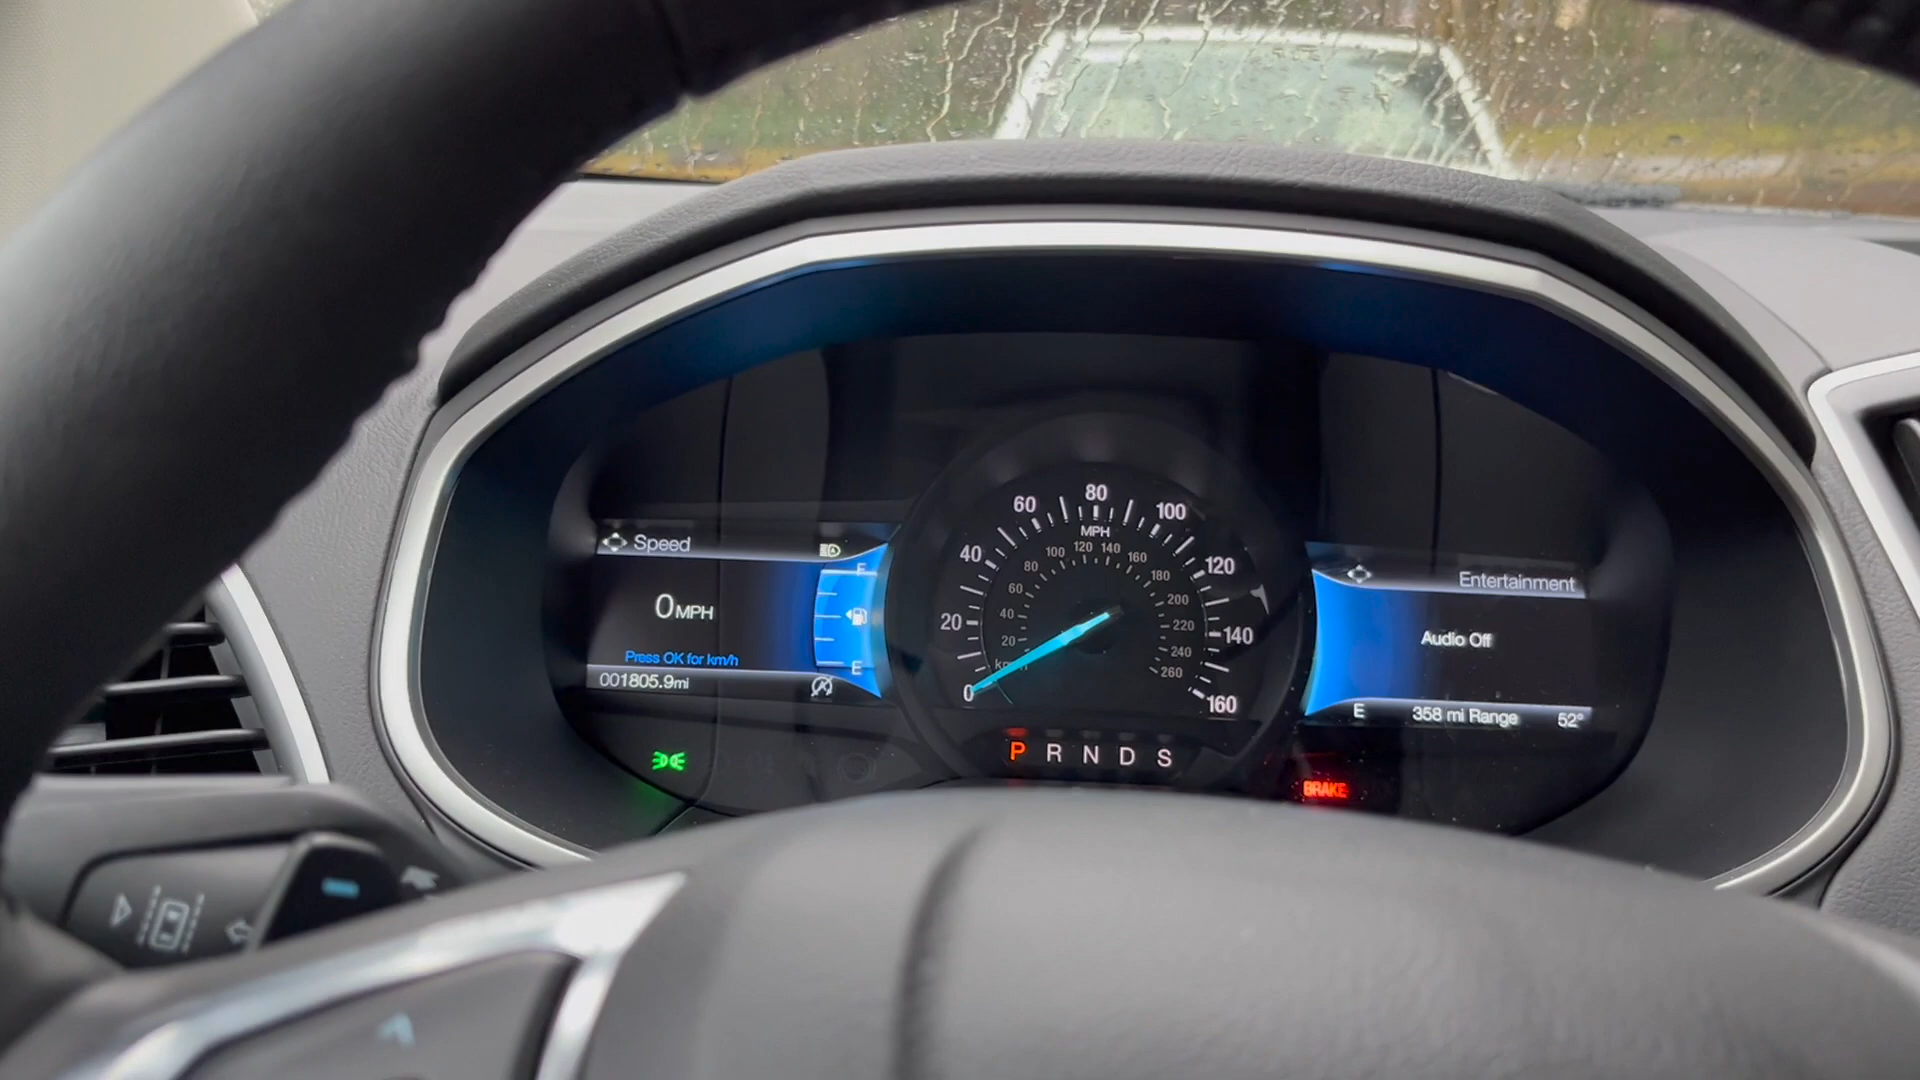 Speed
F
0 MPH
E
Press OK for km/h
001805.9mi
0
20
40
60
80
100
120
140
160
MPH
20
40
60
80
100
120
140
160
180
200
220
240
260
P R N D S
Entertainment
Audio Off
E
358 mi Range
52°
BRAKE